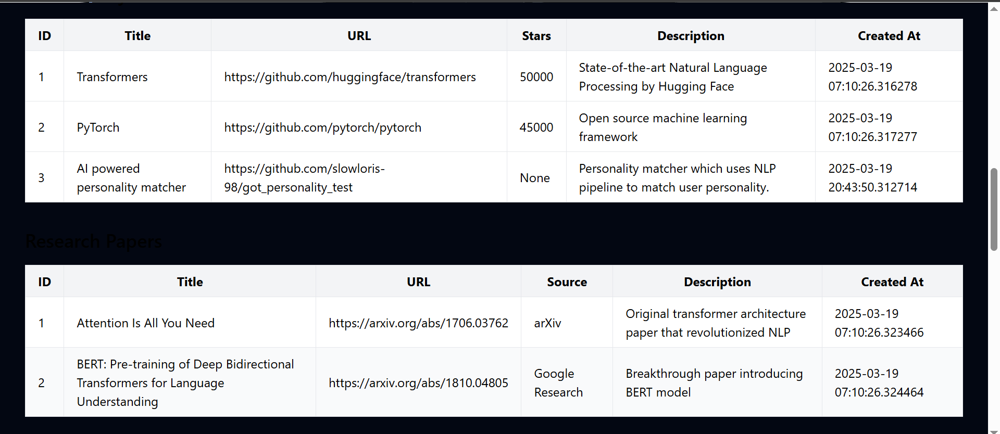 ID Title URL Stars Description Created At
1 Transformers https://github.com/huggingface/transformers 50000 State-of-the-art Natural Language Processing by Hugging Face 2025-03-19 07:10:26.316278
2 PyTorch https://github.com/pytorch/pytorch 45000 Open source machine learning framework 2025-03-19 07:10:26.317277
3 AI powered personality matcher https://github.com/slowloris-98/got_personality_test None Personality matcher which uses NLP pipeline to match user personality. 2025-03-19 20:43:50.312714
Research Papers
ID Title URL Source Description Created At
1 Attention Is All You Need https://arxiv.org/abs/1706.03762 arXiv Original transformer architecture paper that revolutionized NLP 2025-03-19 07:10:26.323466
2 BERT: Pre-training of Deep Bidirectional Transformers for Language Understanding https://arxiv.org/abs/1810.04805 Google Research Breakthrough paper introducing BERT model 2025-03-19 07:10:26.324464